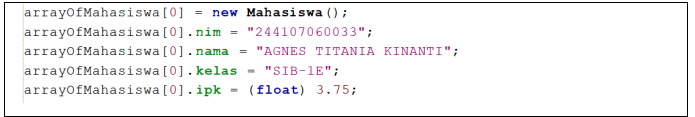 arrayOfMahasiswa[0] = new Mahasiswa();
arrayOfMahasiswa[0].nim = "244107060033";
arrayOfMahasiswa[0].nama = "AGNES TITANIA KINANTI";
arrayOfMahasiswa[0].kelas = "SIB-1E";
arrayOfMahasiswa[0].ipk = (float) 3.75;